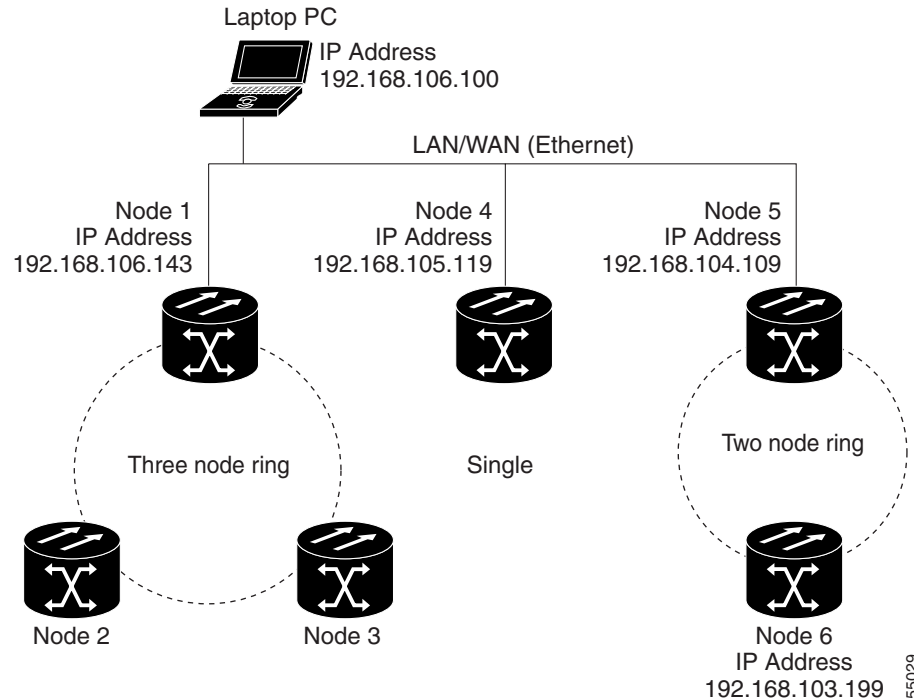 Laptop PC
IP Address
192.168.106.100
LAN/WAN (Ethernet)
Node 1
IP Address
192.168.106.143
Node 4
IP Address
192.168.105.119
Node 5
IP Address
192.168.104.109
Three node ring
Single
Two node ring
Node 2
Node 3
Node 6
IP Address
192.168.103.199
55029